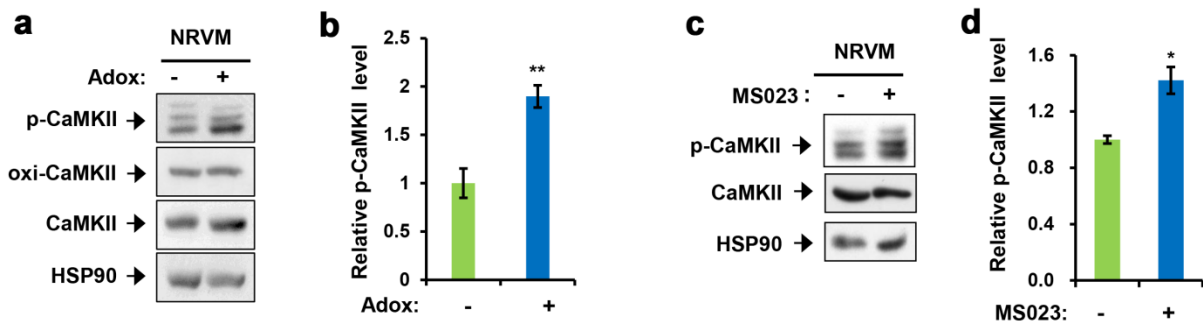 a
NRVM
Adox: - +
p-CaMKII
oxi-CaMKII
CaMKII
HSP90
b
Relative p-CaMKII level
2.5
2
1.5
1
0.5
0
**
Adox: - +
c
NRVM
MS023 : - +
p-CaMKII
CaMKII
HSP90
d
Relative p-CaMKII level
1.6
1.2
0.8
0.4
0.0
*
MS023: - +